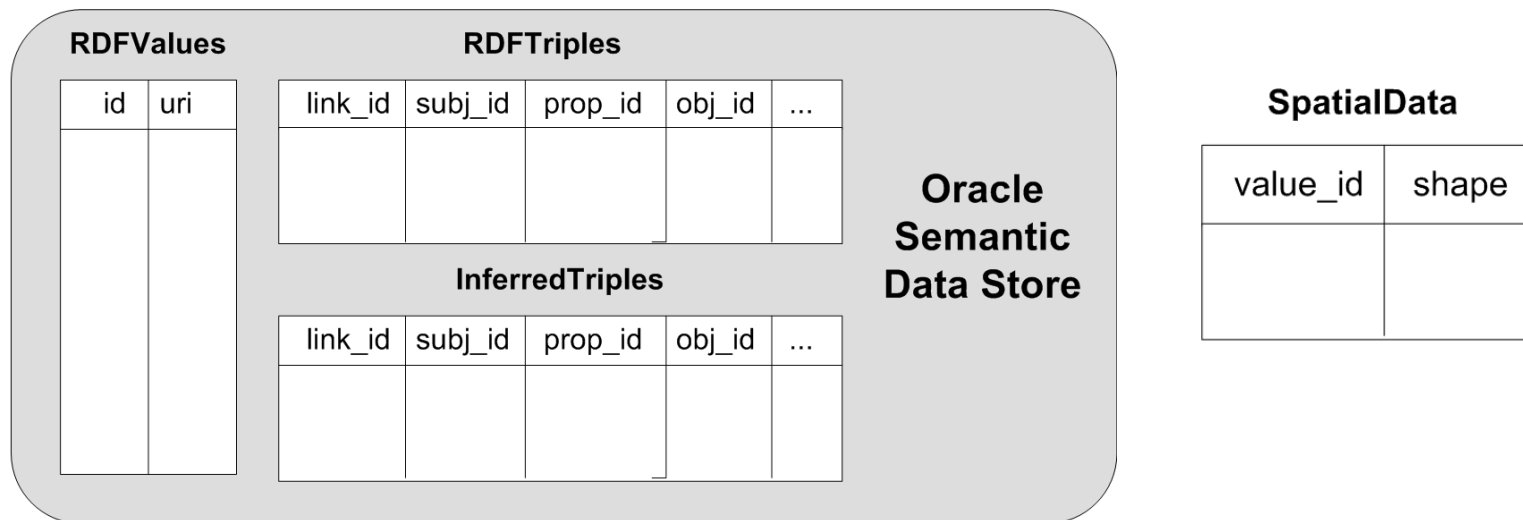 RDFValues
id uri
RDFTriples
link_id subj_id prop_id obj_id ...
InferredTriples
link_id subj_id prop_id obj_id ...
Oracle
Semantic
Data Store
SpatialData
value_id shape